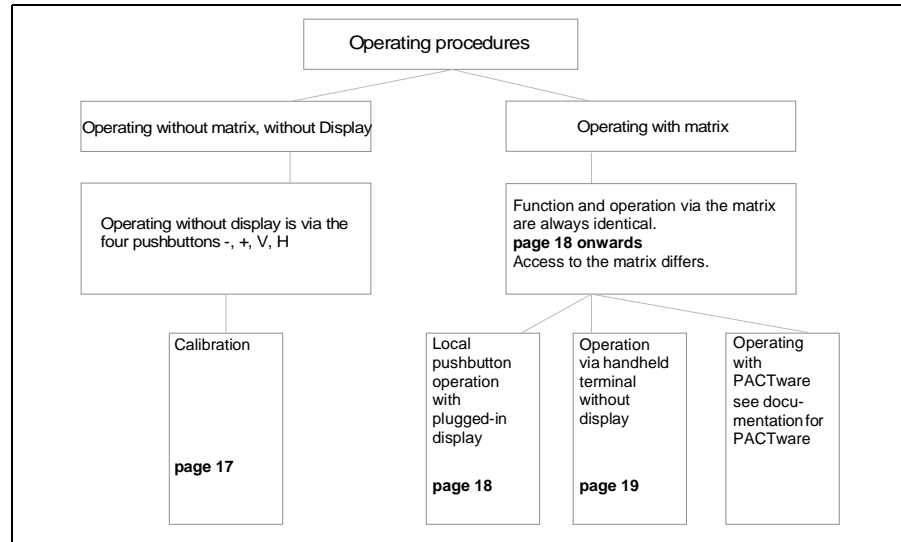 Operating procedures
Operating without matrix, without Display
Operating with matrix
Operating without display is via the
four pushbuttons -, +, V, H
Function and operation via the matrix
are always identical.
page 18 onwards
Access to the matrix differs.
Calibration
page 17
Local
pushbutton
operation
with
plugged-in
display
page 18
Operation
via handheld
terminal
without
display
page 19
Operating
with
PACTware
see docu-
mentation for
PACTware